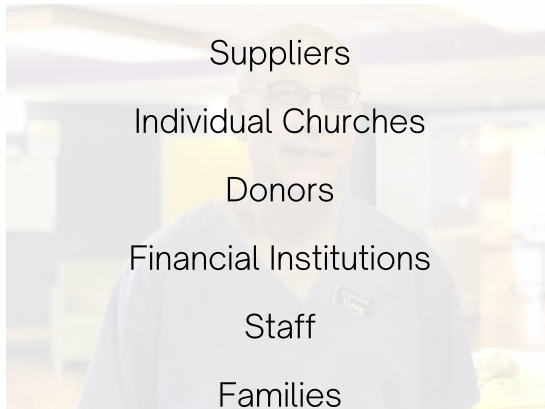 Suppliers
Individual Churches
Donors
Financial Institutions
Staff
Families